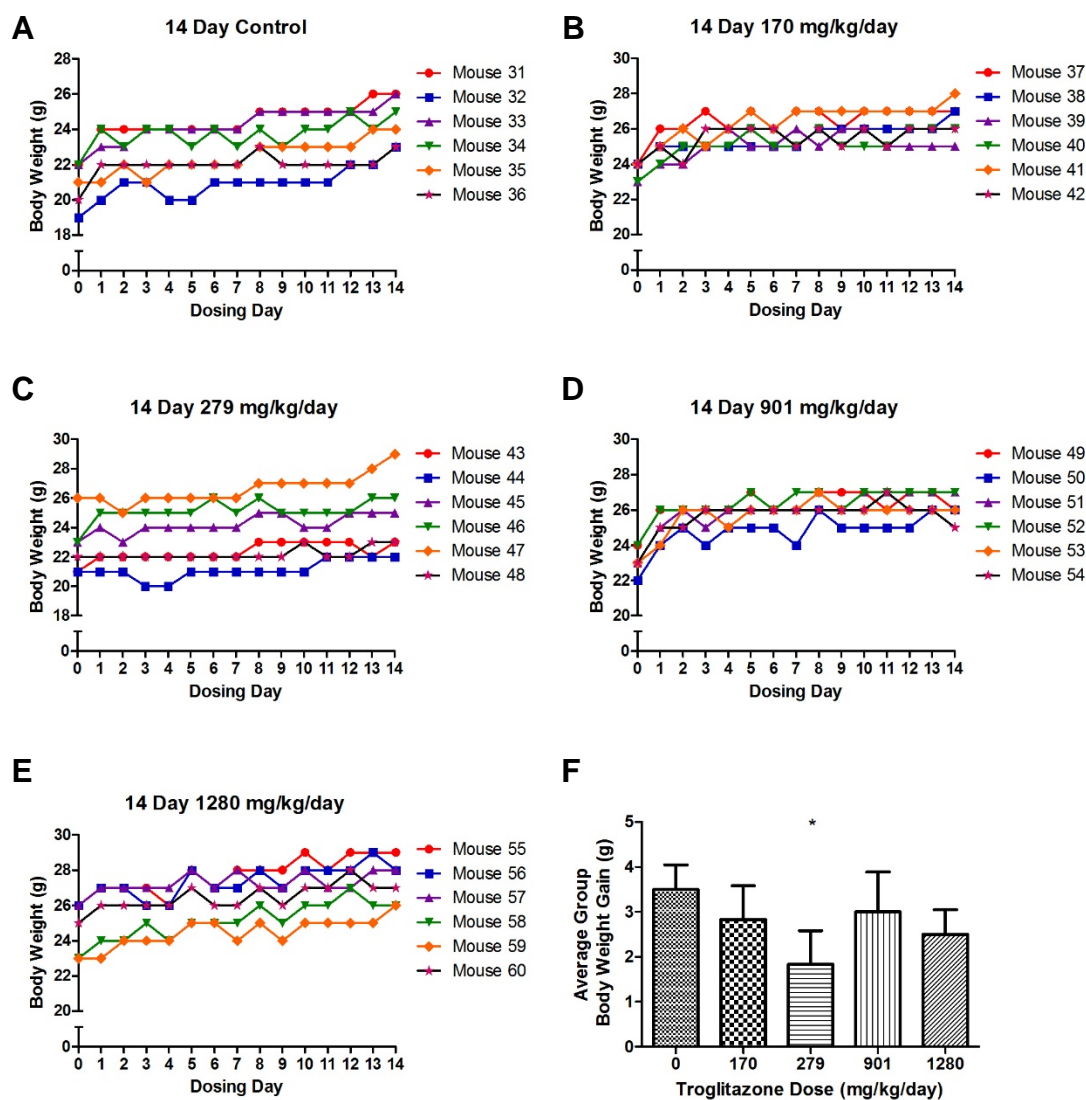 A
14 Day Control
Body Weight (g)
28
26
24
22
20
18
0
0 1 2 3 4 5 6 7 8 9 10 11 12 13 14
Dosing Day
Mouse 31
Mouse 32
Mouse 33
Mouse 34
Mouse 35
Mouse 36
B
14 Day 170 mg/kg/day
Body Weight (g)
30
28
26
24
22
20
0
0 1 2 3 4 5 6 7 8 9 10 11 12 13 14
Dosing Day
Mouse 37
Mouse 38
Mouse 39
Mouse 40
Mouse 41
Mouse 42
C
14 Day 279 mg/kg/day
Body Weight (g)
30
28
26
24
22
20
18
0
0 1 2 3 4 5 6 7 8 9 10 11 12 13 14
Dosing Day
Mouse 43
Mouse 44
Mouse 45
Mouse 46
Mouse 47
Mouse 48
D
14 Day 901 mg/kg/day
Body Weight (g)
30
28
26
24
22
20
0
0 1 2 3 4 5 6 7 8 9 10 11 12 13 14
Dosing Day
Mouse 49
Mouse 50
Mouse 51
Mouse 52
Mouse 53
Mouse 54
E
14 Day 1280 mg/kg/day
Body Weight (g)
30
28
26
24
22
20
0
0 1 2 3 4 5 6 7 8 9 10 11 12 13 14
Dosing Day
Mouse 55
Mouse 56
Mouse 57
Mouse 58
Mouse 59
Mouse 60
F
Average Group
Body Weight Gain (g)
5
4
3
2
1
0
*
0 170 279 901 1280
Troglitazone Dose (mg/kg/day)